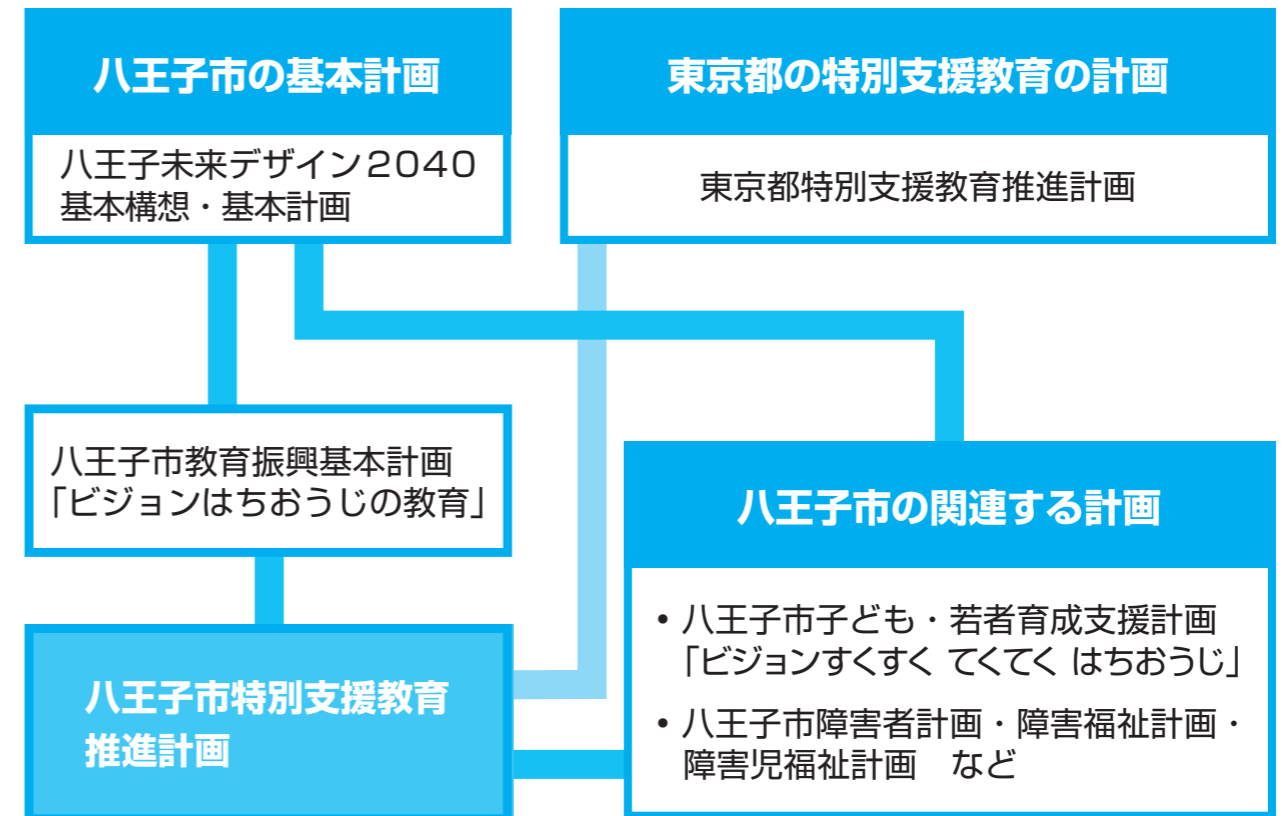 八王子市の基本計画
八王子未来デザイン2040
基本構想・基本計画
東京都の特別支援教育の計画
東京都特別支援教育推進計画
八王子市教育振興基本計画
「ビジョンはちおうじの教育」
八王子市の関連する計画
• 八王子市子ども・若者育成支援計画
「ビジョンすくすく てくてく はちおうじ」
• 八王子市障害者計画・障害福祉計画・
障害児福祉計画　など
八王子市特別支援教育
推進計画